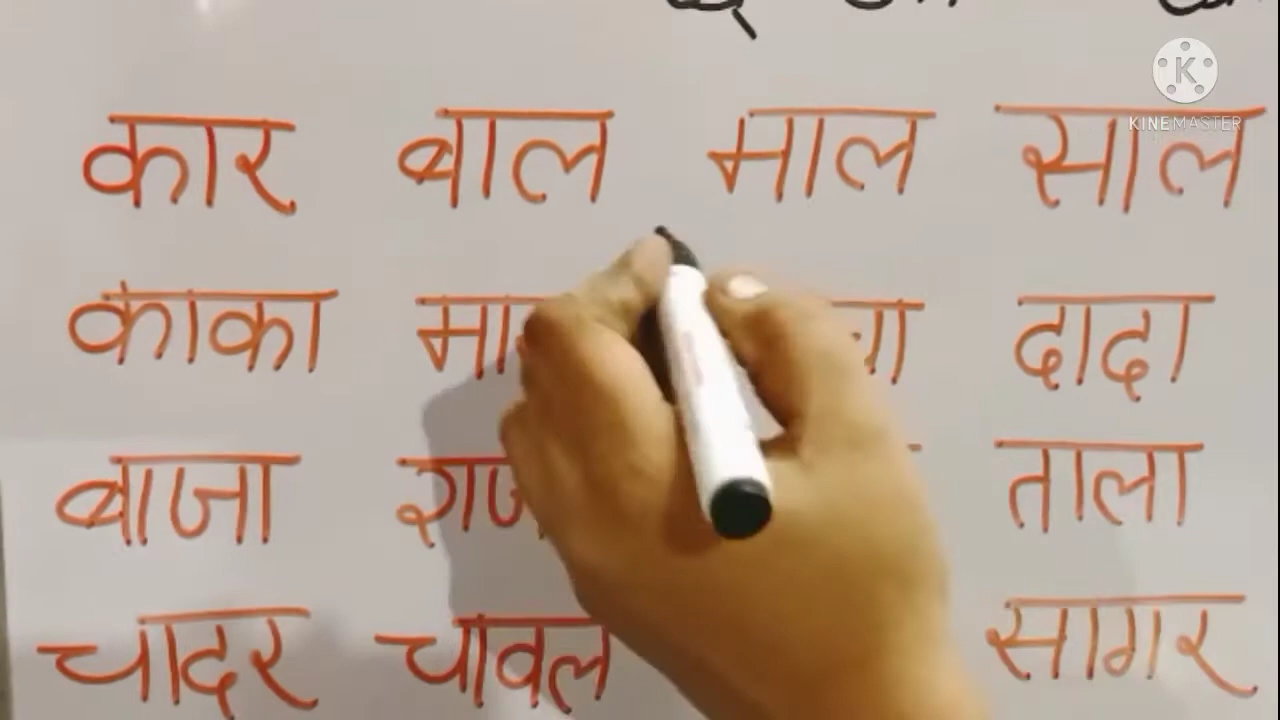 KINEMASTER
कार बाल माल साल
काका दादा
बाजा ताला
चादर चावल सागर